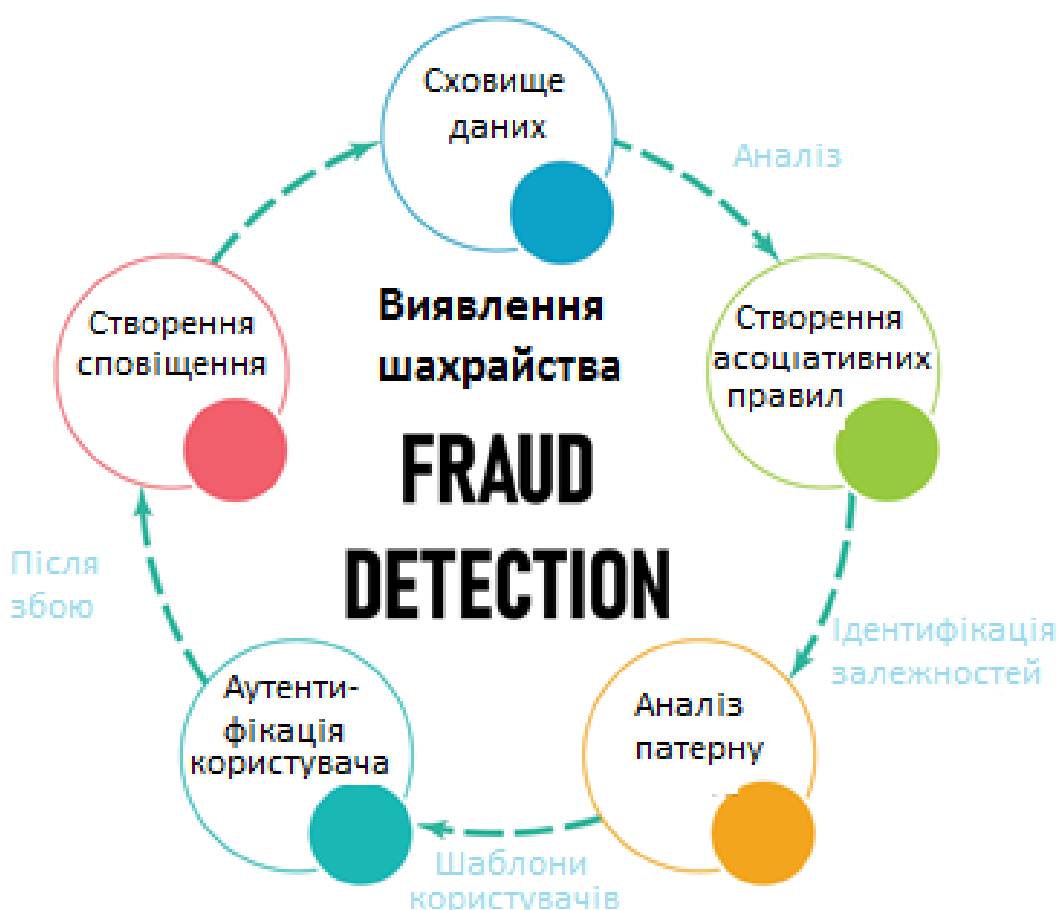 Сховище
даних
Аналіз
Створення
асоціативних
правил
Ідентифікація
залежностей
Аналіз
патерну
Шаблони
користувачів
Аутенти-
фікація
користувача
Після
збою
Створення
сповіщення
Виявлення
шахрайства
FRAUD
DETECTION